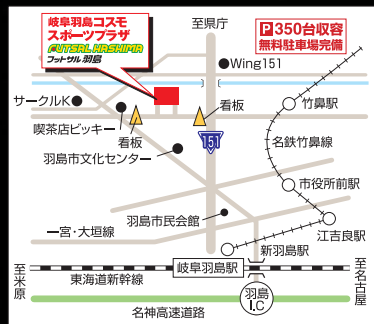 岐阜羽島コスモ
スポーツプラザ
FUTSAL KASHIMA
フットサル 羽島
至県庁
P350台収容
無料駐車場完備
Wing151
サークルK
喫茶店ビッキー
看板
看板
竹鼻駅
151
名鉄竹鼻線
羽島市文化センター
市役所前駅
羽島市民会館
江吉良駅
一宮・大垣線
新羽島駅
岐阜羽島駅
至米原
東海道新幹線
至名古屋
羽島
I.C
名神高速道路